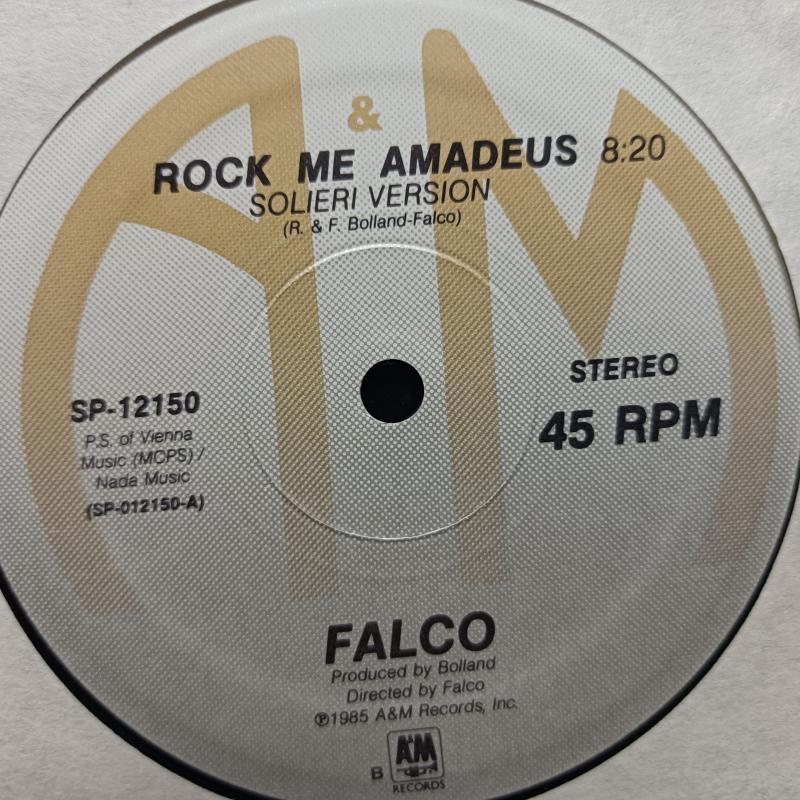 &
ROCK ME AMADEUS 8:20
SOLIERI VERSION
(R. & F. Bolland-Falco)
STEREO
45 RPM
SP-12150
P.S. of Vienna
Music (MCPS) /
Nada Music
(SP-012150-A)
FALCO
Produced by Bolland
Directed by Falco
℗1985 A&M Records, Inc.
B
A&M
RECORDS